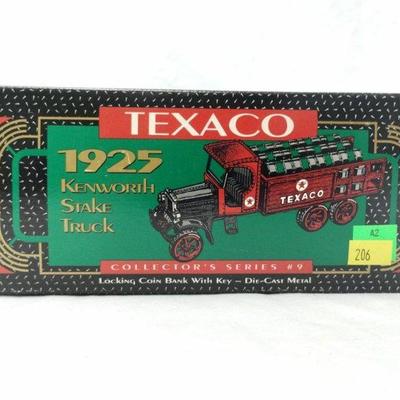 TEXACO
1925
KENWORTH
STAKE
TRUCK
TEXACO
A2
206
COLLECTOR'S SERIES #9
LOCKING COIN BANK WITH KEY – DIE-CAST METAL